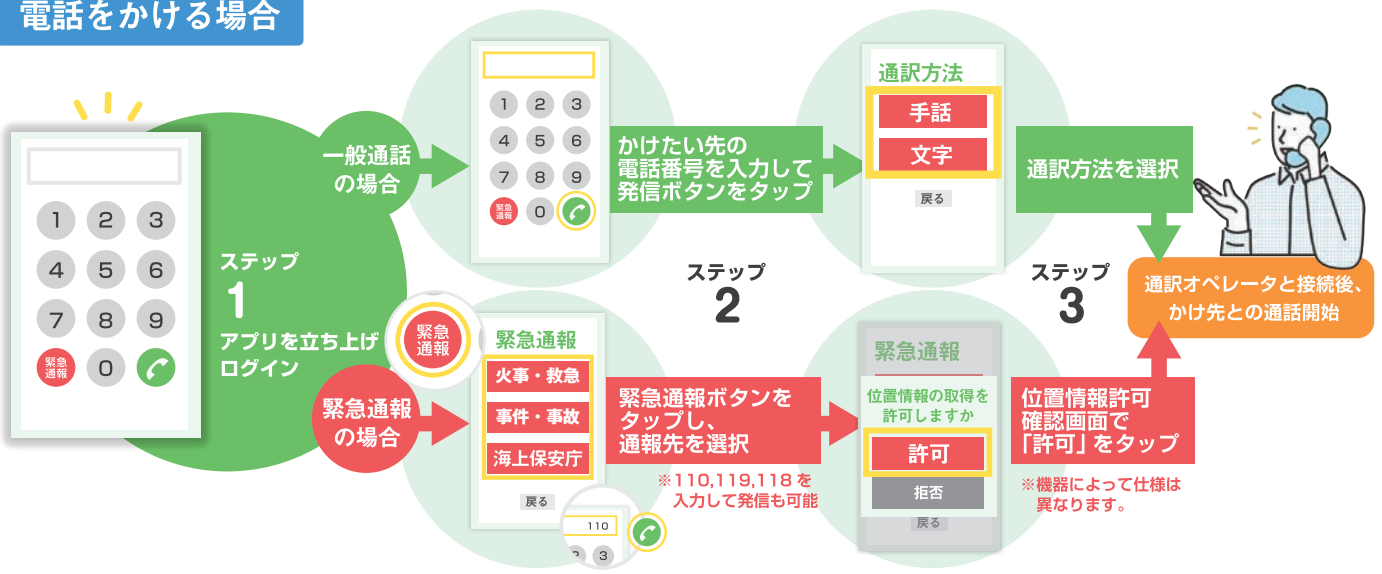 電話をかける場合
1 2 3
4 5 6
7 8 9
緊急
通報
0
ステップ
1
アプリを立ち上げ
ログイン
一般通話
の場合
1 2 3
4 5 6
7 8 9
緊急
通報
0
かけたい先の
電話番号を入力して
発信ボタンをタップ
通訳方法
手話
文字
戻る
通訳方法を選択
緊急通報
の場合
緊急
通報
緊急通報
火事・救急
事件・事故
海上保安庁
戻る
110
2 3
ステップ
2
緊急通報ボタンを
タップし、
通報先を選択
※110,119,118 を
入力して発信も可能
緊急通報
位置情報の取得を
許可しますか
許可
拒否
戻る
ステップ
3
位置情報許可
確認画面で
「許可」をタップ
※機器によって仕様は
異なります。
通訳オペレータと接続後、
かけ先との通話開始